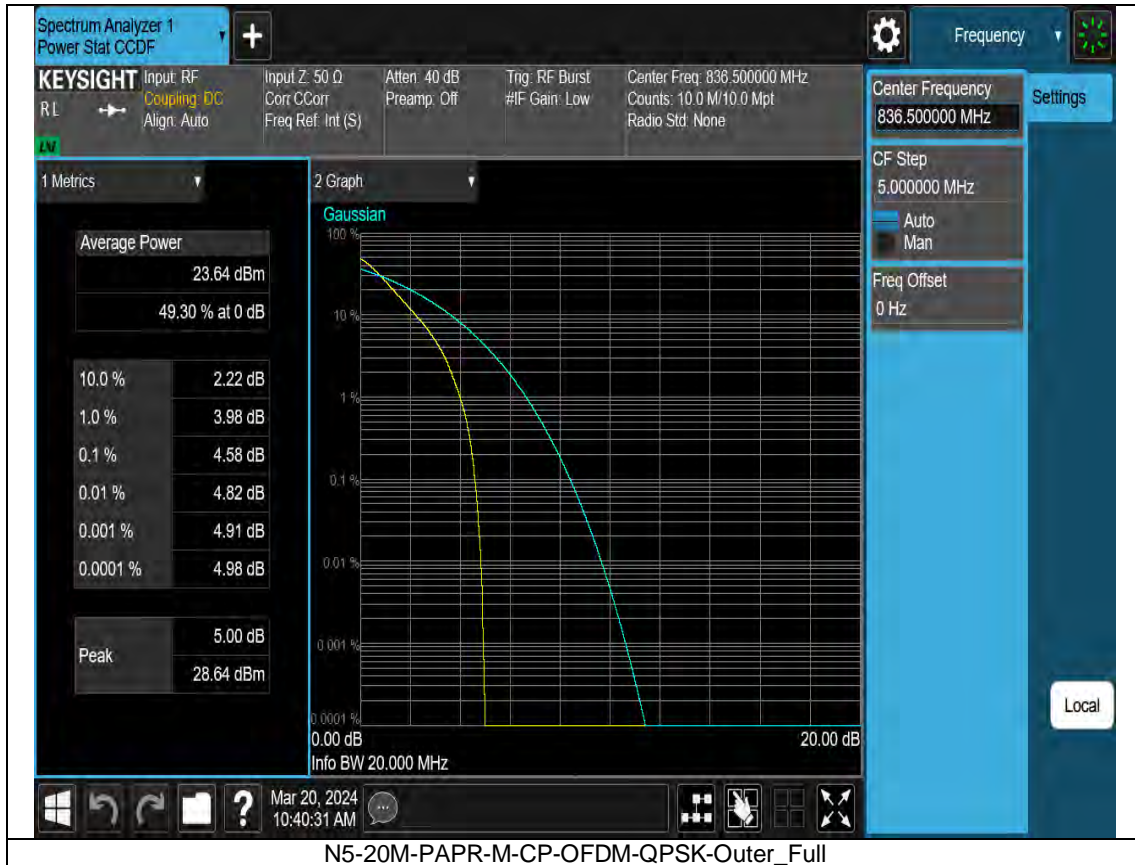 Spectrum Analyzer 1
Power Stat CCDF
+
Frequency
KEYSIGHT
RL
LNI
Input: RF
Coupling: DC
Align: Auto
Input Z: 50 Ω
Corr CCorr
Freq Ref: Int (S)
Atten: 40 dB
Preamp: Off
Trig: RF Burst
#IF Gain: Low
Center Freq: 836.500000 MHz
Counts: 10.0 M/10.0 Mpt
Radio Std: None
Center Frequency
836.500000 MHz
Settings
CF Step
5.000000 MHz
Auto
Man
Freq Offset
0 Hz
Local
1 Metrics
Average Power
23.64 dBm
49.30 % at 0 dB
10.0 % 2.22 dB
1.0 % 3.98 dB
0.1 % 4.58 dB
0.01 % 4.82 dB
0.001 % 4.91 dB
0.0001 % 4.98 dB
Peak
5.00 dB
28.64 dBm
2 Graph
Gaussian
100 %
10 %
1 %
0.1 %
0.01 %
0.001 %
0.0001 %
0.00 dB 20.00 dB
Info BW 20.000 MHz
?
Mar 20, 2024
10:40:31 AM
N5-20M-PAPR-M-CP-OFDM-QPSK-Outer_Full